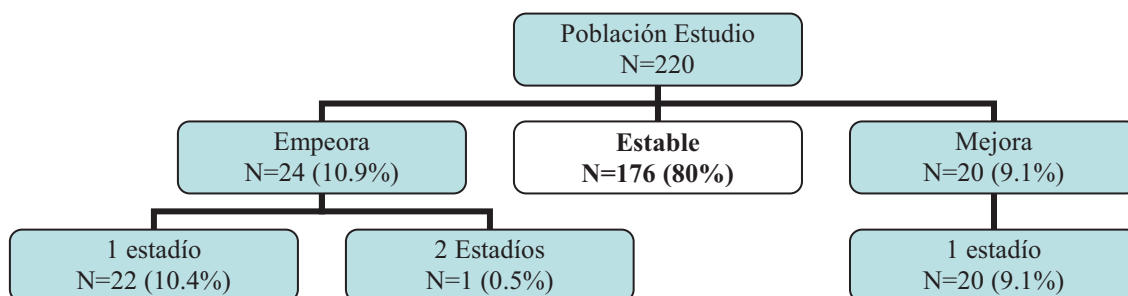 Población Estudio
N=220
Empeora
N=24 (10.9%)
Estable
N=176 (80%)
Mejora
N=20 (9.1%)
1 estadío
N=22 (10.4%)
2 Estadíos
N=1 (0.5%)
1 estadío
N=20 (9.1%)